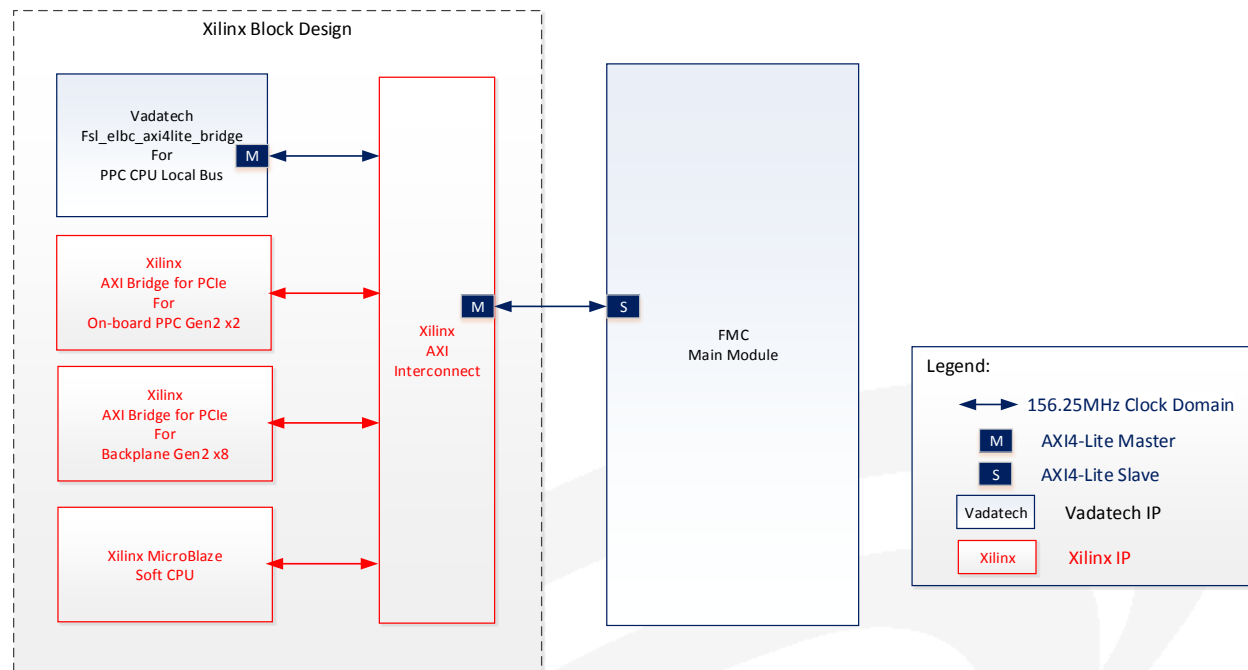 Xilinx Block Design
Vadatech
Fsl_elbc_axi4lite_bridge
For
PPC CPU Local Bus
M
Xilinx
AXI Bridge for PCIe
For
On-board PPC Gen2 x2
Xilinx
AXI Bridge for PCIe
For
Backplane Gen2 x8
Xilinx MicroBlaze
Soft CPU
Xilinx
AXI
Interconnect
M
S
FMC
Main Module
Legend:
156.25MHz Clock Domain
M AXI4-Lite Master
S AXI4-Lite Slave
Vadatech Vadatech IP
Xilinx Xilinx IP